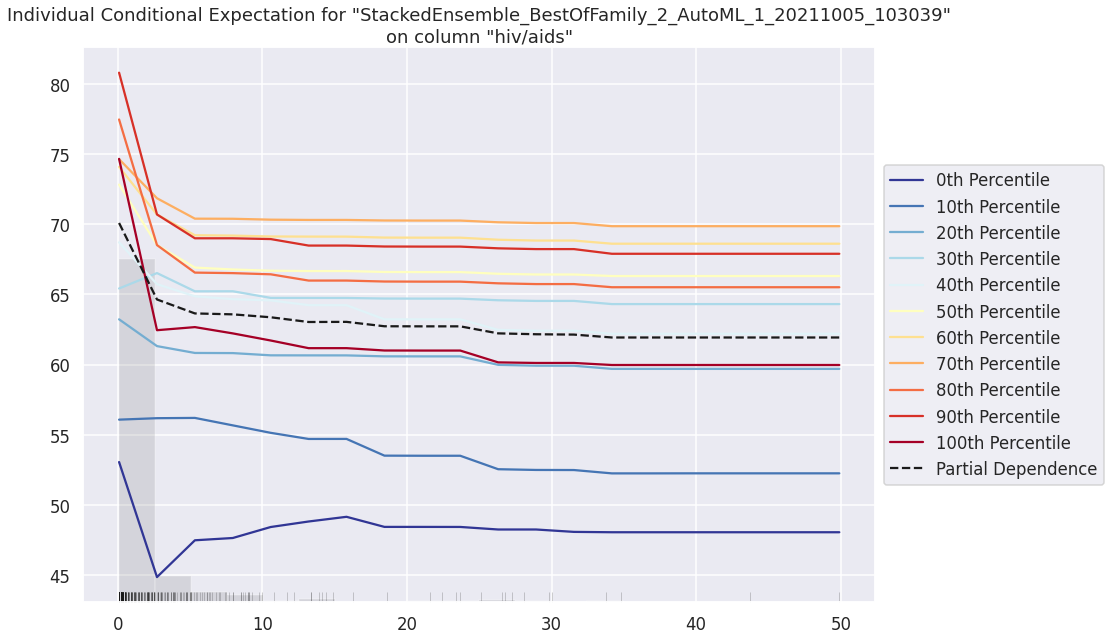 Individual Conditional Expectation for "StackedEnsemble_BestOfFamily_2_AutoML_1_20211005_103039"
on column "hiv/aids"
80
75
70
65
60
55
50
45
0 10 20 30 40 50
0th Percentile
10th Percentile
20th Percentile
30th Percentile
40th Percentile
50th Percentile
60th Percentile
70th Percentile
80th Percentile
90th Percentile
100th Percentile
Partial Dependence